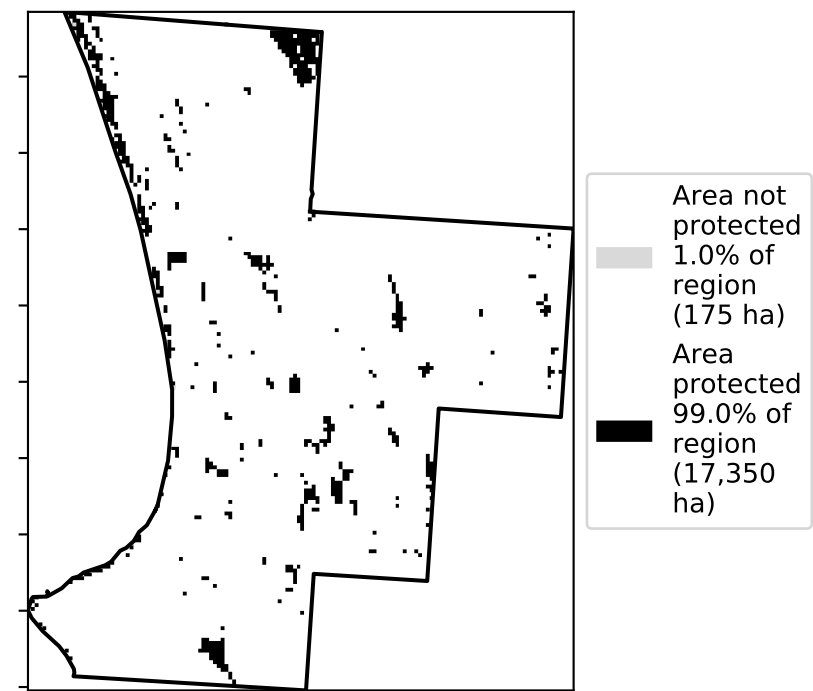 Area not
protected
1.0% of
region
(175 ha)
Area
protected
99.0% of
region
(17,350
ha)